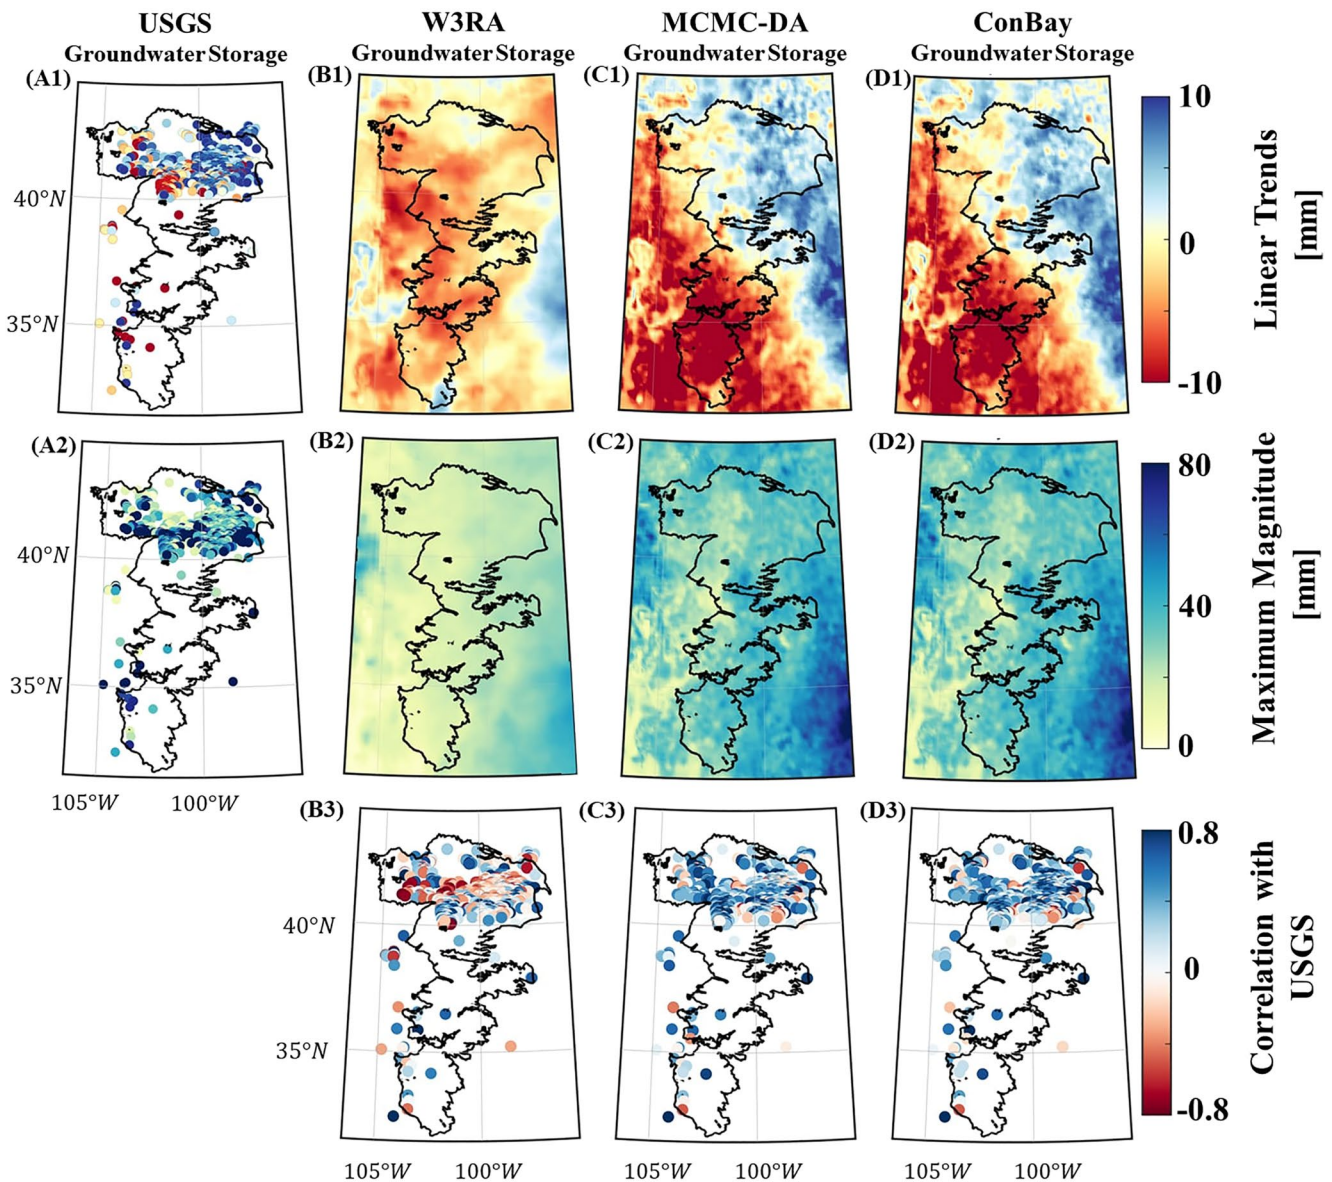 USGS
Groundwater Storage
W3RA
Groundwater Storage
MCMC-DA
Groundwater Storage
ConBay
Groundwater Storage
(A1)
(B1)
(C1)
(D1)
40°N
35°N
10
0
-10
Linear Trends
[mm]
(A2)
(B2)
(C2)
(D2)
40°N
35°N
105°W
100°W
80
40
0
Maximum Magnitude
[mm]
(B3)
(C3)
(D3)
40°N
35°N
105°W
100°W
105°W
100°W
105°W
100°W
0.8
0
-0.8
Correlation with
USGS